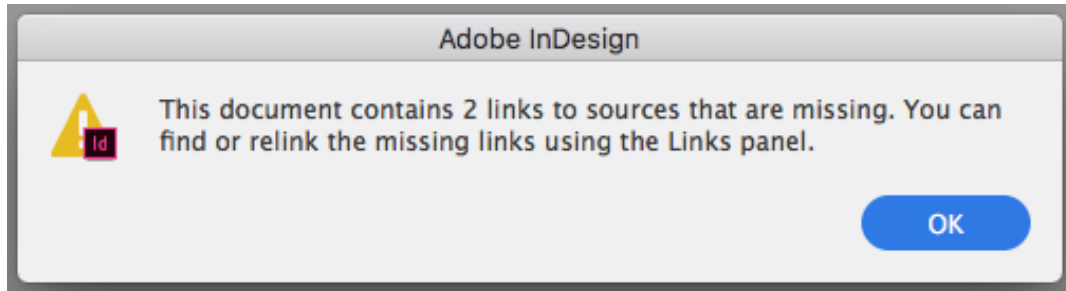 Adobe InDesign
This document contains 2 links to sources that are missing. You can
find or relink the missing links using the Links panel.
Id
OK